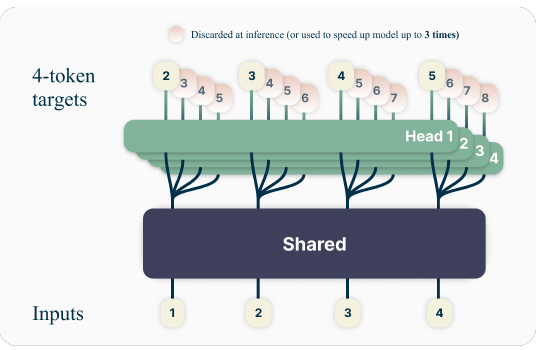 Discarded at inference (or used to speed up model up to 3 times)
4-token
targets
2 3 4 5 3 4 5 6 4 5 6 7 5 6 7 8
Head 1 2 3 4
Shared
Inputs 1 2 3 4